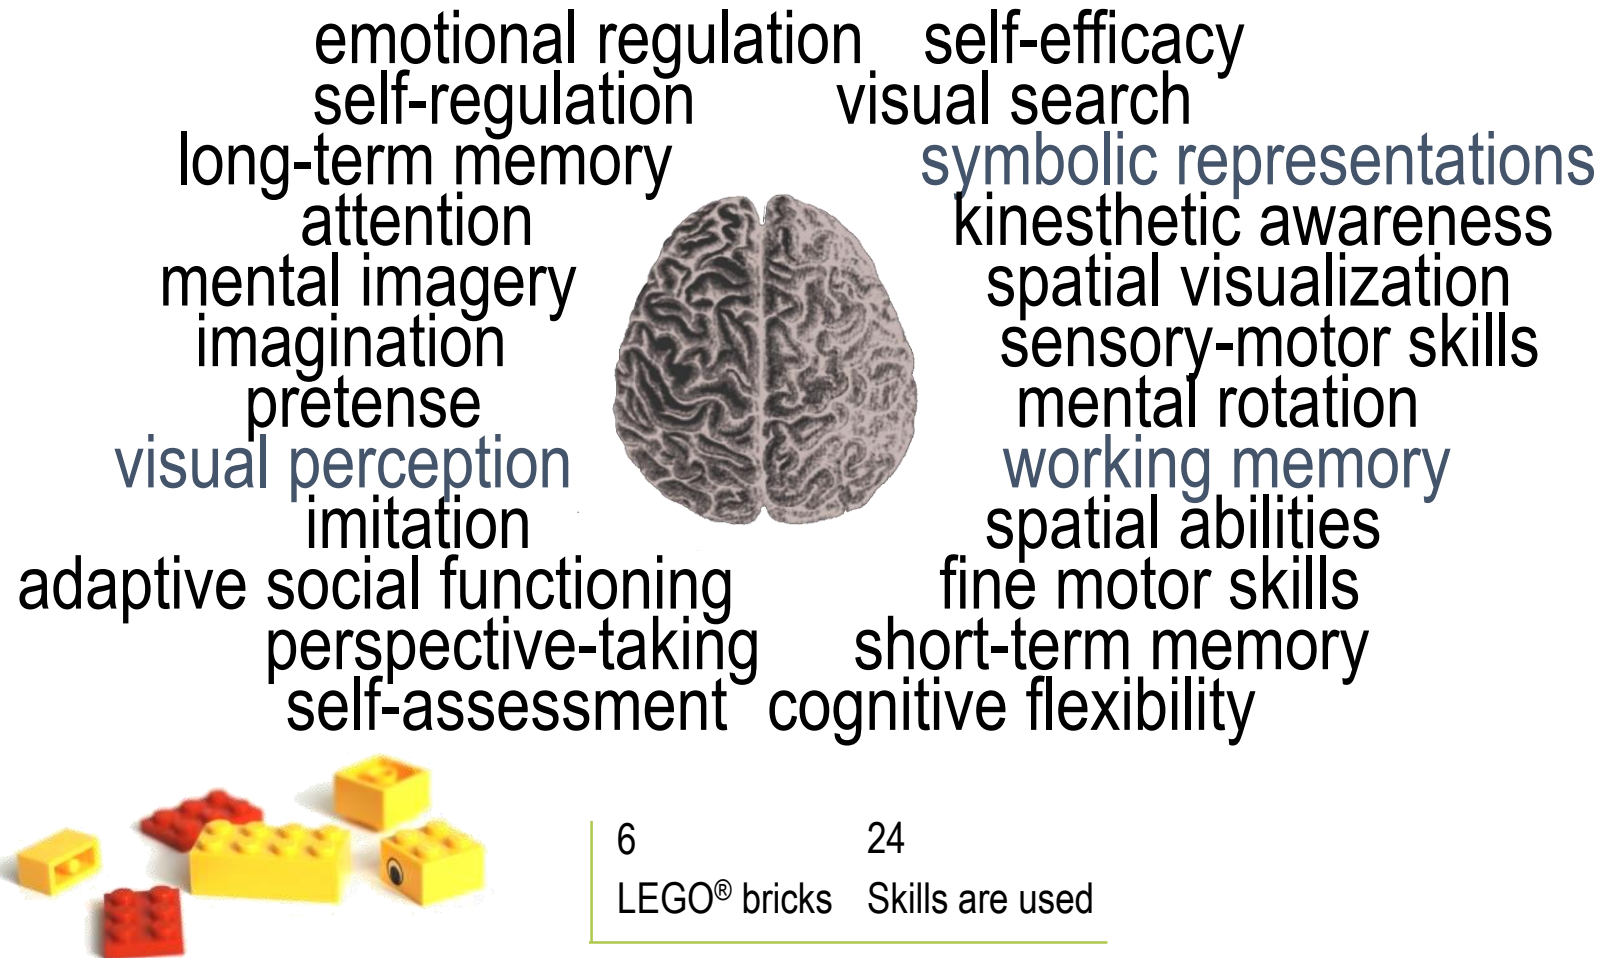 emotional regulation self-efficacy
self-regulation visual search
long-term memory symbolic representations
attention kinesthetic awareness
mental imagery spatial visualization
imagination sensory-motor skills
pretense mental rotation
visual perception working memory
imitation spatial abilities
adaptive social functioning fine motor skills
perspective-taking short-term memory
self-assessment cognitive flexibility
6 24
LEGO® bricks Skills are used